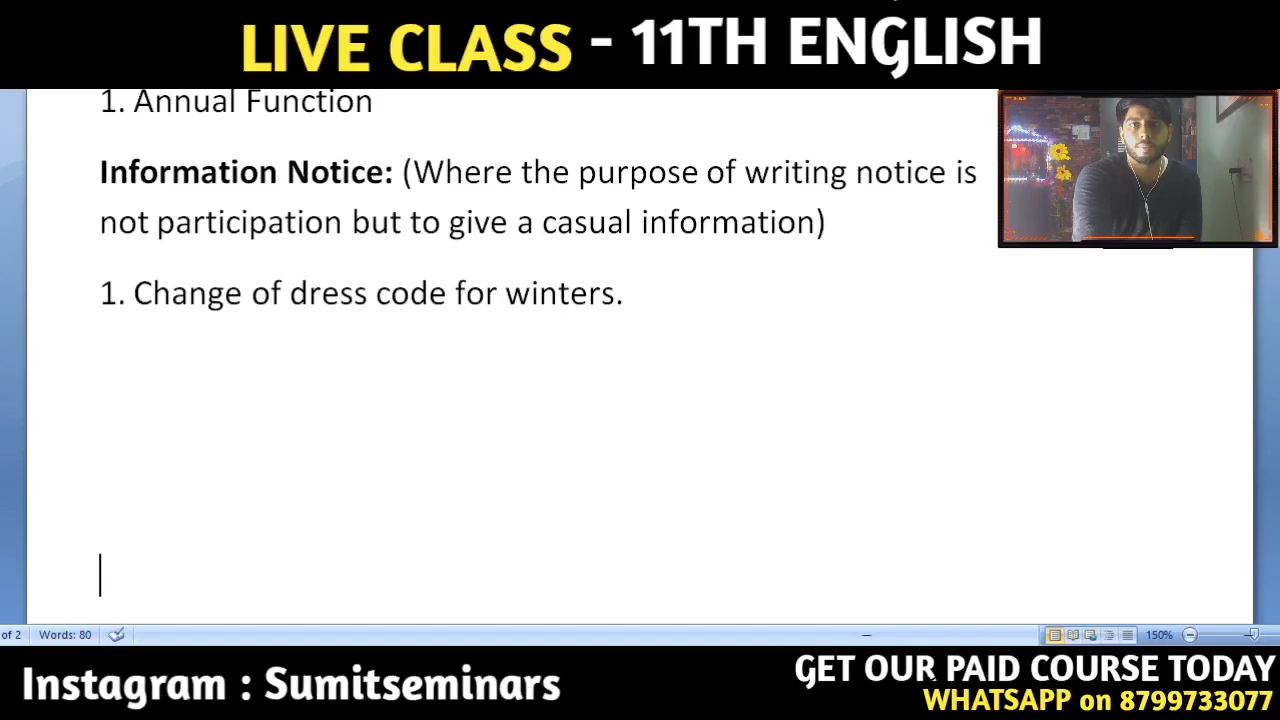 LIVE CLASS - 11TH ENGLISH
1. Annual Function
Information Notice: (Where the purpose of writing notice is
not participation but to give a casual information)
1. Change of dress code for winters.
of 2 Words: 80 150%
Instagram : Sumitseminars
GET OUR PAID COURSE TODAY
WHATSAPP on 8799733077